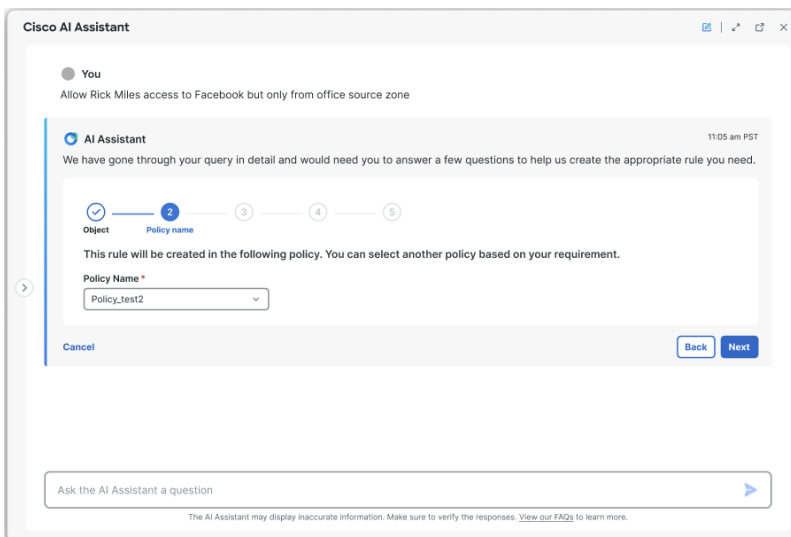 Cisco AI Assistant
You
Allow Rick Miles access to Facebook but only from office source zone
AI Assistant
11:05 am PST
We have gone through your query in detail and would need you to answer a few questions to help us create the appropriate rule you need.
2
3
4
5
Object
Policy name
This rule will be created in the following policy. You can select another policy based on your requirement.
Policy Name *
Policy_test2
Cancel
Back
Next
Ask the AI Assistant a question
The AI Assistant may display inaccurate information. Make sure to verify the responses. View our FAQs to learn more.